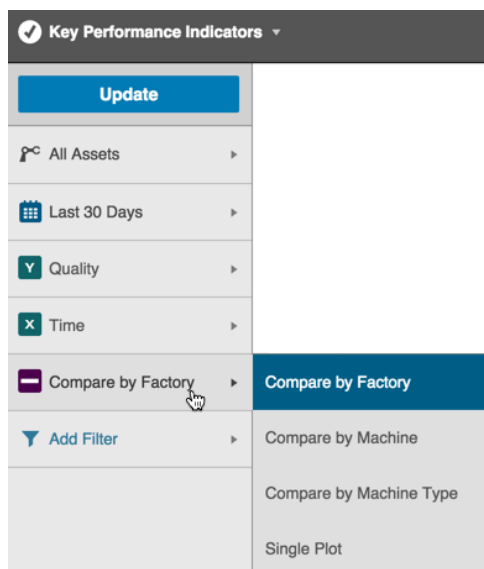 Key Performance Indicators
Update
All Assets
Last 30 Days
Y Quality
X Time
Compare by Factory
Compare by Factory
Add Filter
Compare by Machine
Compare by Machine Type
Single Plot